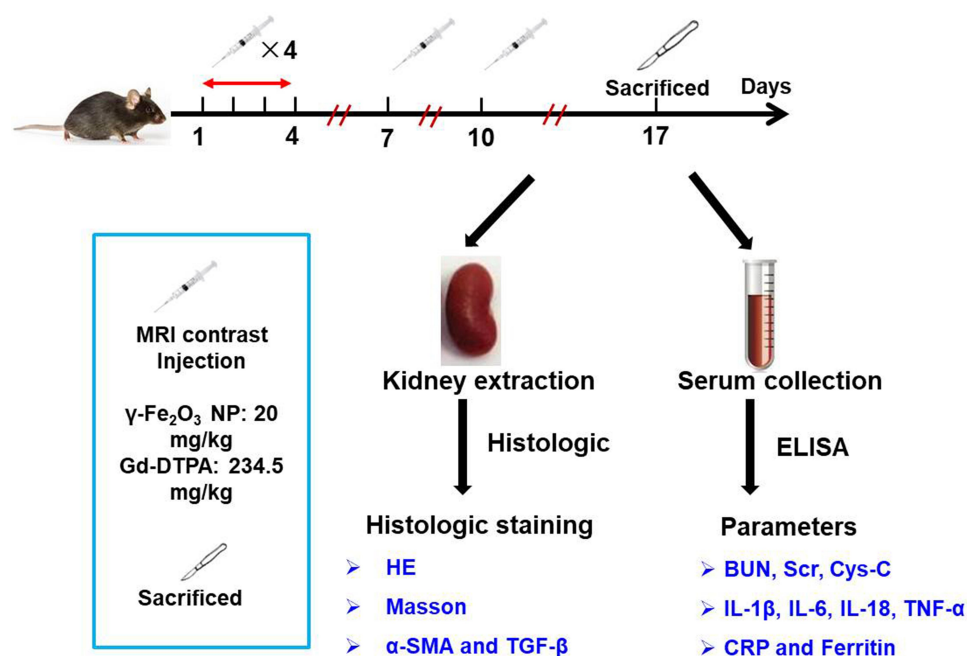 ×4
Sacrificed
Days
1
4
7
10
17
MRI contrast
Injection
γ-Fe₂O₃ NP: 20
mg/kg
Gd-DTPA: 234.5
mg/kg
Sacrificed
Kidney extraction
Histologic
Histologic staining
➢ HE
➢ Masson
➢ α-SMA and TGF-β
Serum collection
ELISA
Parameters
➢ BUN, Scr, Cys-C
➢ IL-1β, IL-6, IL-18, TNF-α
➢ CRP and Ferritin